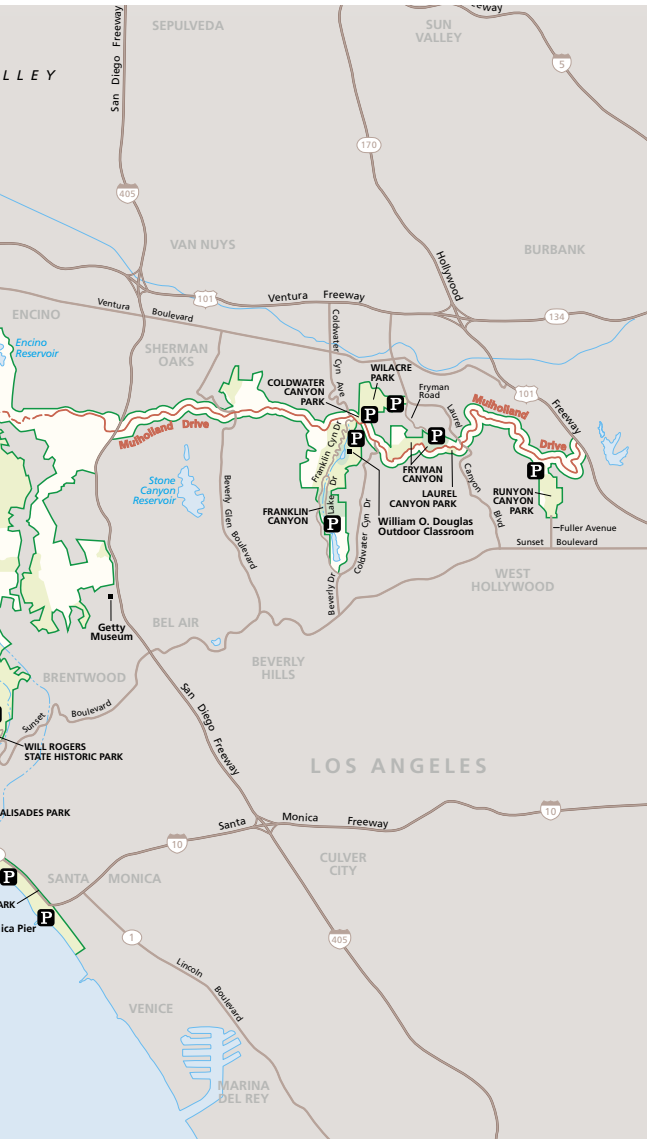 SEPULVEDA
SUN
VALLEY
San Diego Freeway
5
L L E Y
170
405
VAN NUYS
BURBANK
Hollywood
101
Ventura Freeway
Ventura Boulevard
134
ENCINO
Encino
Reservoir
SHERMAN
OAKS
Coldwater Cyn Ave
WILACRE
PARK
COLDWATER
CANYON
PARK
Fryman
Road
101
Freeway
Mulholland Drive
Laurel
Mulholland
Drive
P
P
P
P
P
Franklin Cyn Dr
FRYMAN
CANYON
LAUREL
CANYON PARK
Canyon
Blvd
RUNYON
CANYON
PARK
Stone
Canyon
Reservoir
Beverly Glen Boulevard
Lake Dr
FRANKLIN
CANYON
P
William O. Douglas
Outdoor Classroom
Coldwater Cyn Dr
Fuller Avenue
Sunset Boulevard
Beverly Dr
WEST
HOLLYWOOD
Getty
Museum
BEL AIR
BEVERLY
HILLS
BRENTWOOD
San Diego Freeway
Sunset Boulevard
WILL ROGERS
STATE HISTORIC PARK
LOS ANGELES
ALISADES PARK
Santa Monica Freeway
10
10
CULVER
CITY
SANTA MONICA
P
ARK
P
ica Pier
1
405
Lincoln Boulevard
VENICE
MARINA
DEL REY